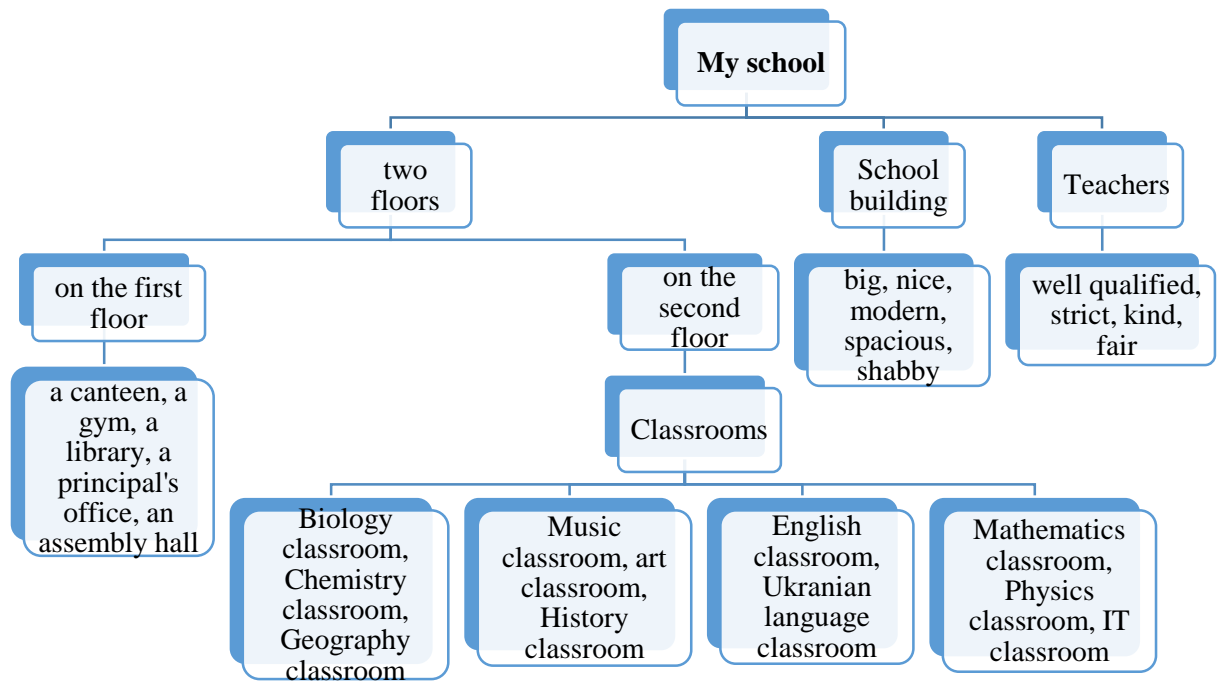 My school
two
floors
School
building
Teachers
on the first
floor
a canteen, a
gym, a
library, a
principal's
office, an
assembly hall
on the
second
floor
Classrooms
Biology
classroom,
Chemistry
classroom,
Geography
classroom
Music
classroom, art
classroom,
History
classroom
English
classroom,
Ukranian
language
classroom
Mathematics
classroom,
Physics
classroom, IT
classroom
big, nice,
modern,
spacious,
shabby
well qualified,
strict, kind,
fair